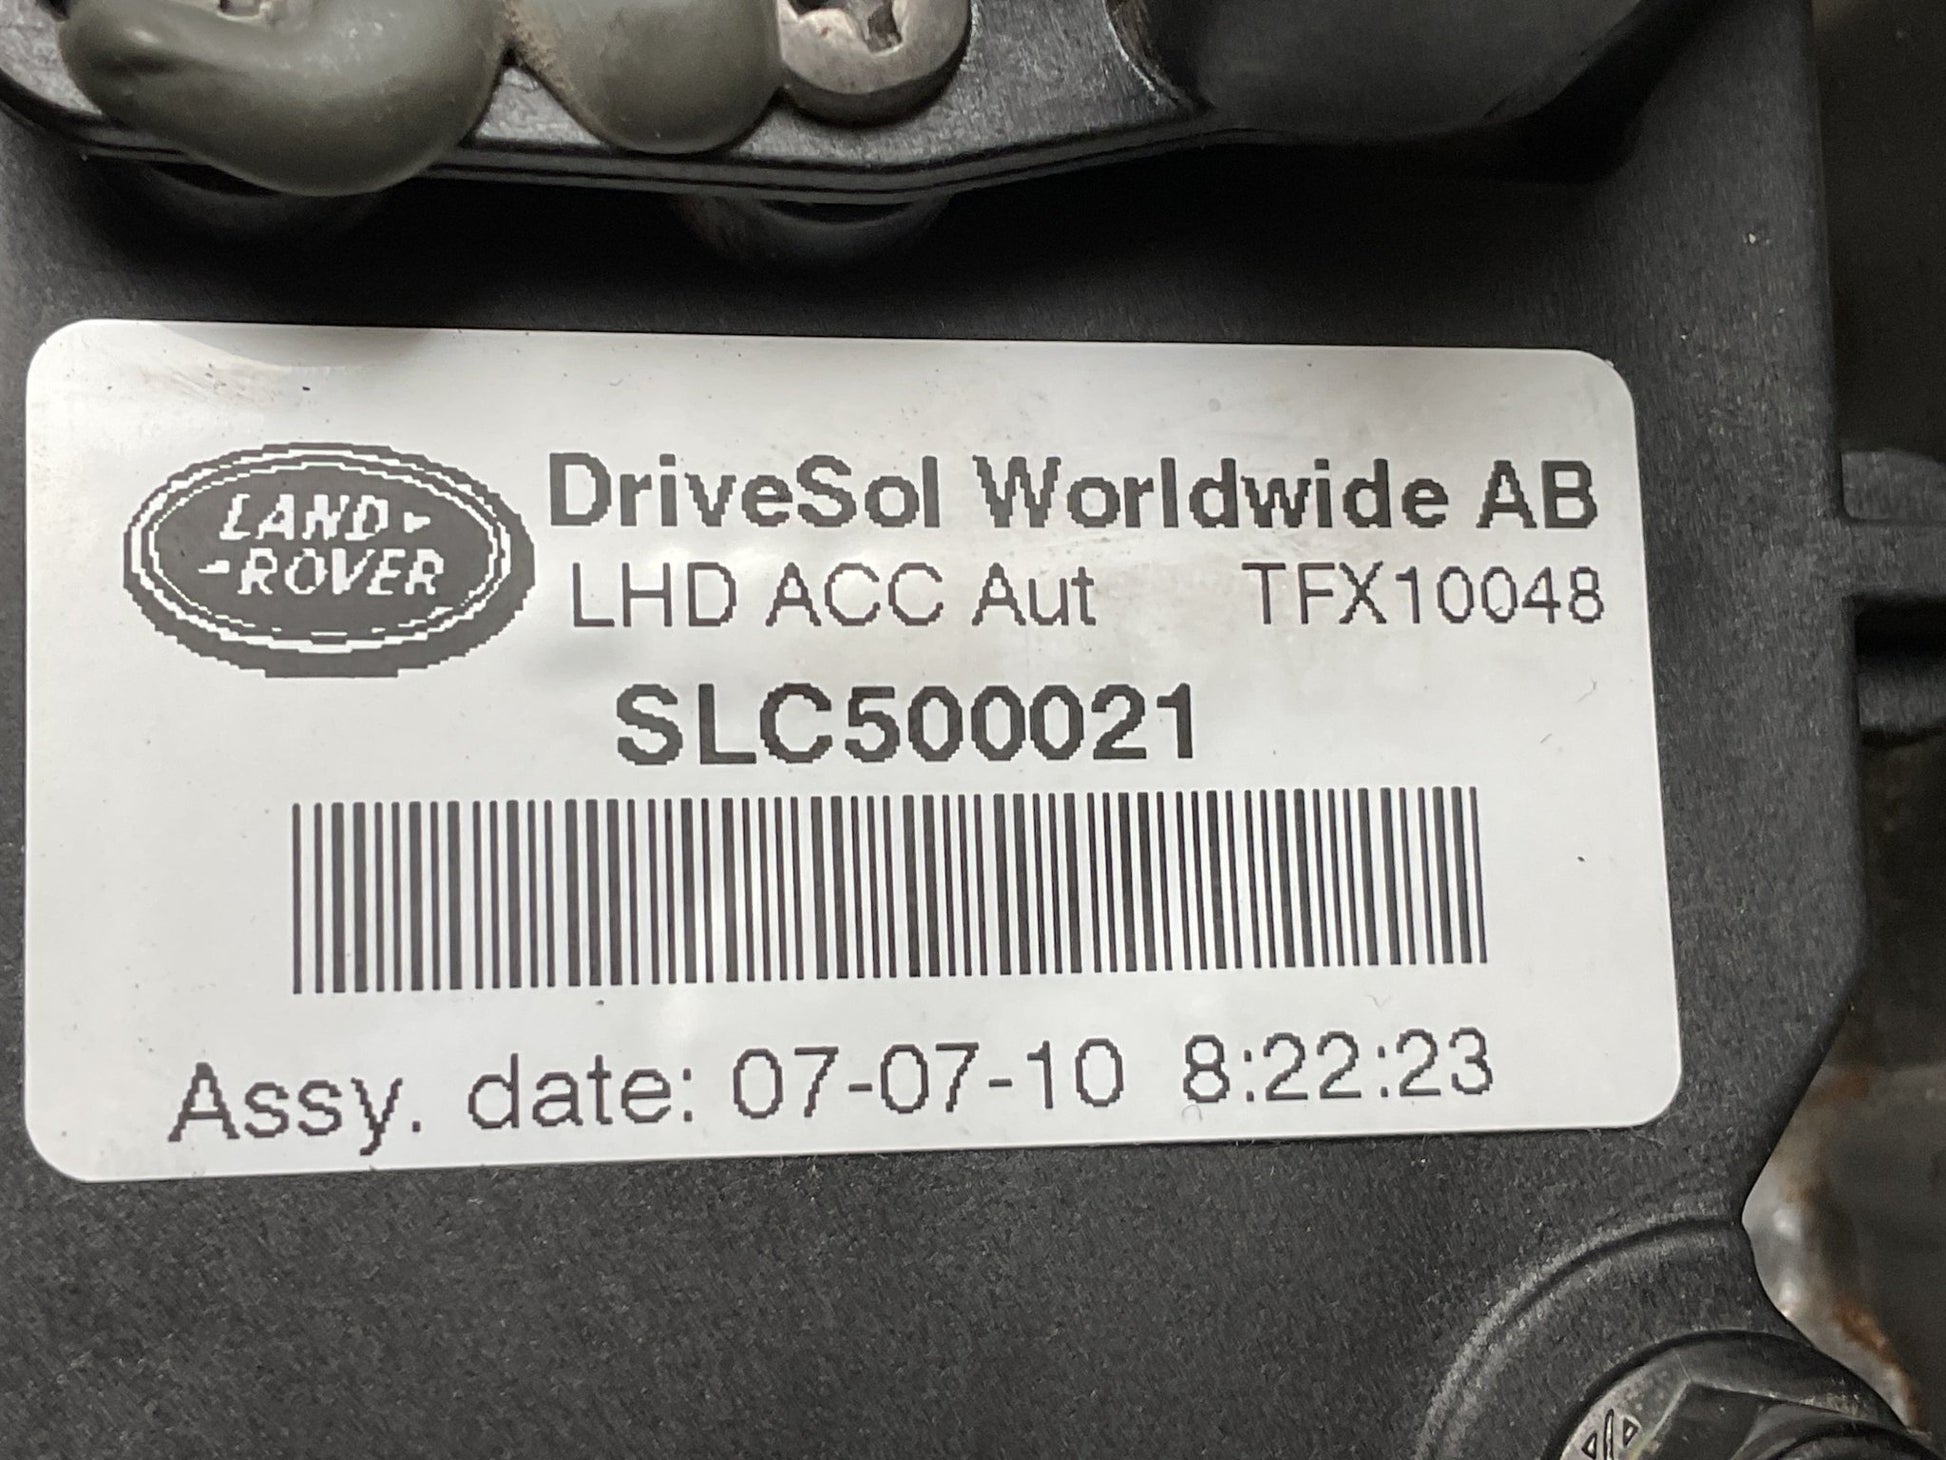 LAND
ROVER
DriveSol Worldwide AB
LHD ACC Aut TFX10048
SLC500021
Assy. date: 07-07-10 8:22:23